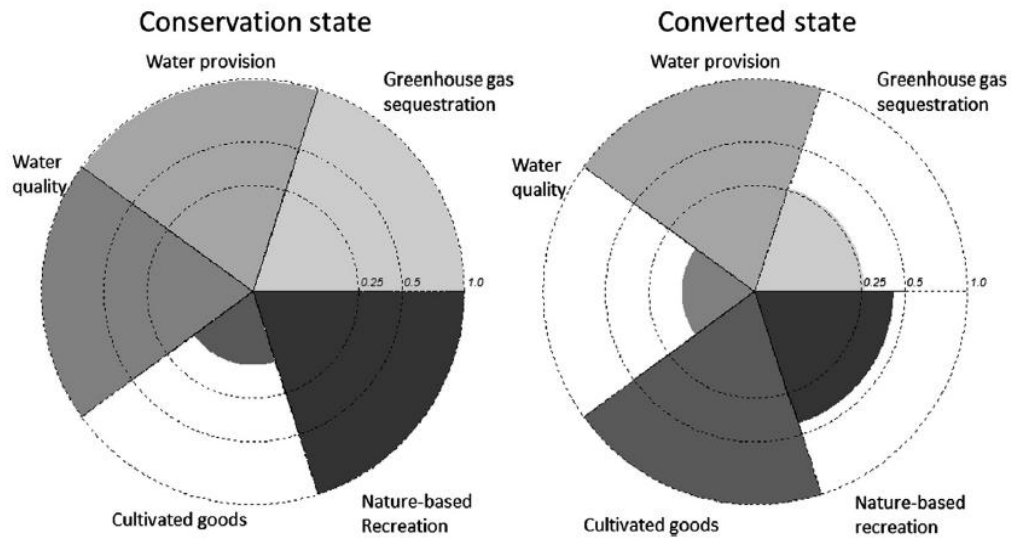 Conservation state
Water provision
Greenhouse gas
sequestration
Water
quality
0.25
0.5
1.0
Cultivated goods
Nature-based
Recreation
Converted state
Water provision
Greenhouse gas
sequestration
Water
quality
0.25
0.5
1.0
Cultivated goods
Nature-based
recreation